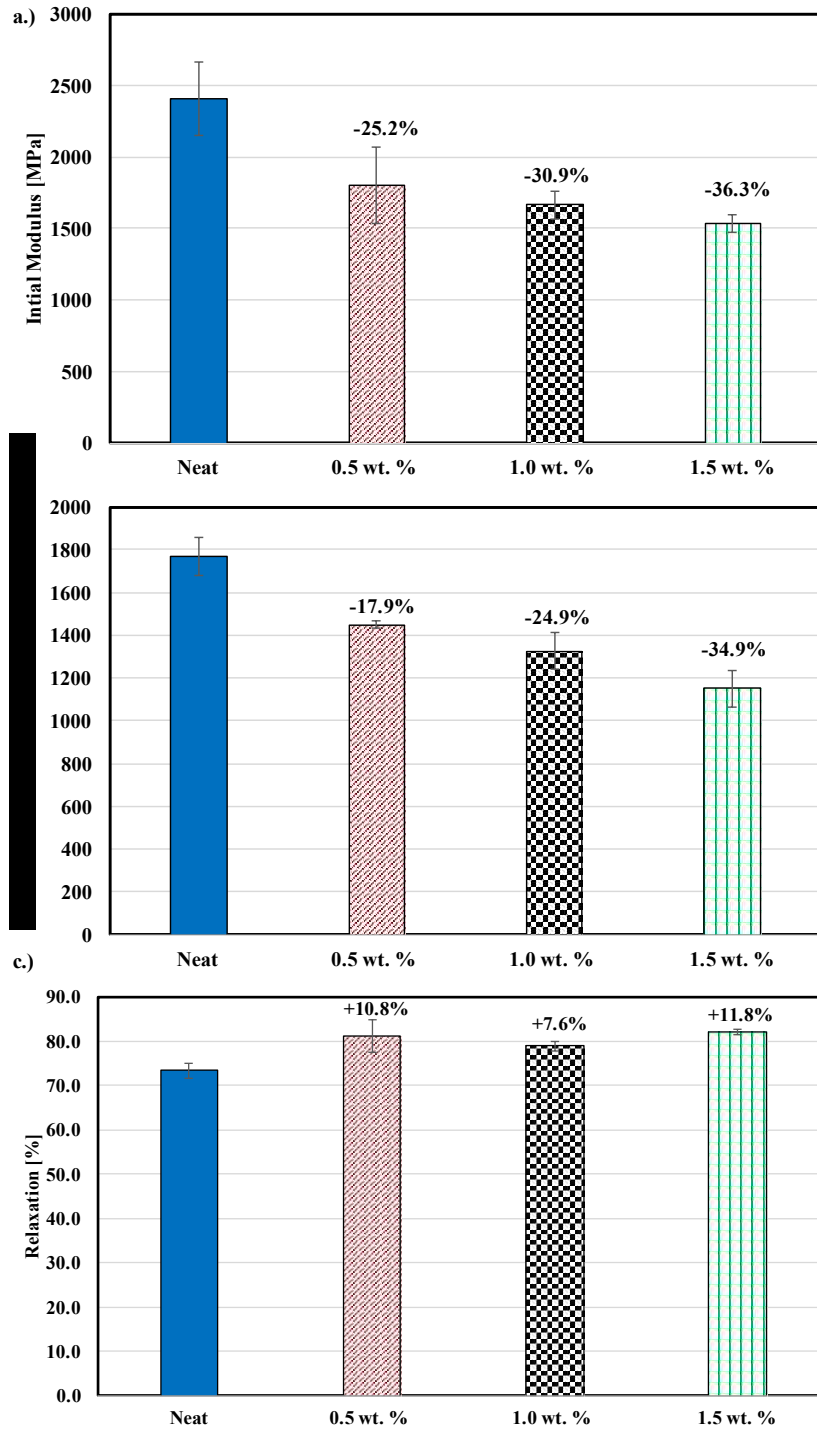 a.)
Intial Modulus [MPa]
3000
2500
2000
1500
1000
500
0
-25.2%
-30.9%
-36.3%
Neat
0.5 wt. %
1.0 wt. %
1.5 wt. %
2000
1800
1600
1400
1200
1000
800
600
400
200
0
-17.9%
-24.9%
-34.9%
Neat
0.5 wt. %
1.0 wt. %
1.5 wt. %
c.)
Relaxation [%]
90.0
80.0
70.0
60.0
50.0
40.0
30.0
20.0
10.0
0.0
+10.8%
+7.6%
+11.8%
Neat
0.5 wt. %
1.0 wt. %
1.5 wt. %